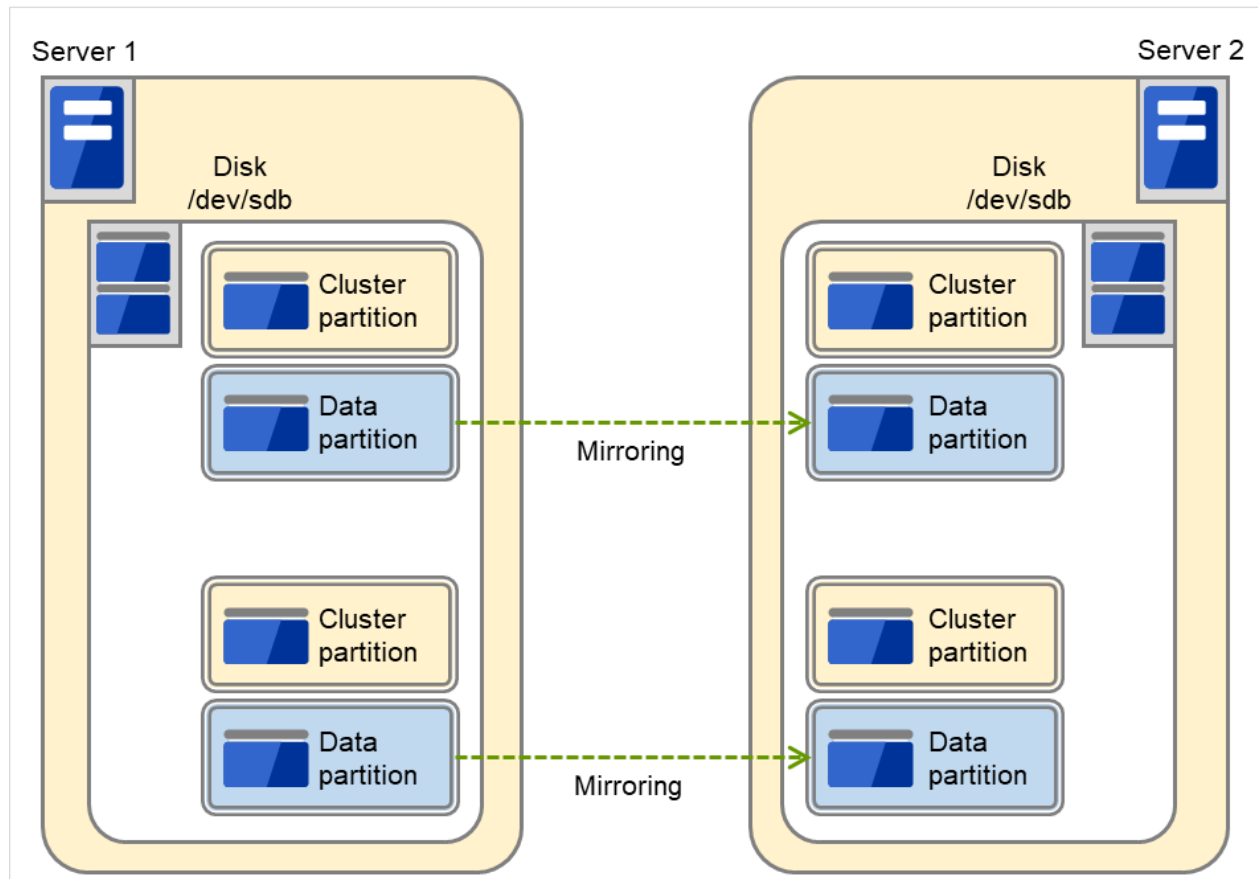 Server 1
Server 2
Disk
/dev/sdb
Disk
/dev/sdb
Cluster
partition
Cluster
partition
Data
partition
Mirroring
Data
partition
Cluster
partition
Cluster
partition
Data
partition
Mirroring
Data
partition